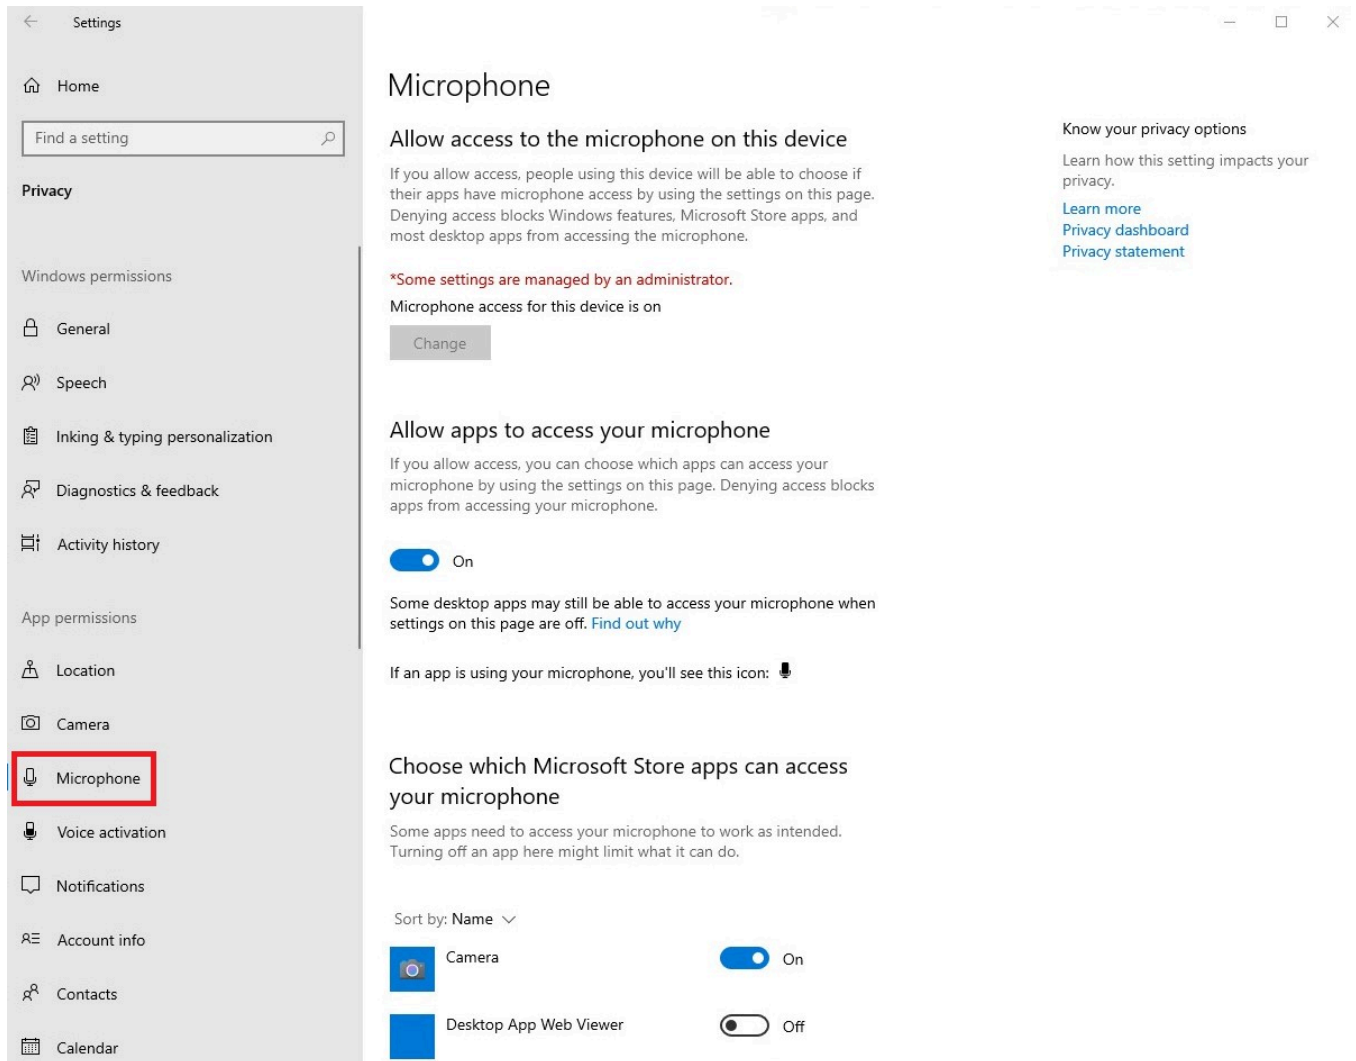 Settings
Home
Find a setting
Privacy
Windows permissions
General
Speech
Inking & typing personalization
Diagnostics & feedback
Activity history
App permissions
Location
Camera
Microphone
Voice activation
Notifications
Account info
Contacts
Calendar
Microphone
Allow access to the microphone on this device
If you allow access, people using this device will be able to choose if
their apps have microphone access by using the settings on this page.
Denying access blocks Windows features, Microsoft Store apps, and
most desktop apps from accessing the microphone.
*Some settings are managed by an administrator.
Microphone access for this device is on
Change
Allow apps to access your microphone
If you allow access, you can choose which apps can access your
microphone by using the settings on this page. Denying access blocks
apps from accessing your microphone.
On
Some desktop apps may still be able to access your microphone when
settings on this page are off. Find out why
If an app is using your microphone, you'll see this icon:
Choose which Microsoft Store apps can access
your microphone
Some apps need to access your microphone to work as intended.
Turning off an app here might limit what it can do.
Sort by: Name
Camera On
Desktop App Web Viewer Off
Know your privacy options
Learn how this setting impacts your
privacy.
Learn more
Privacy dashboard
Privacy statement